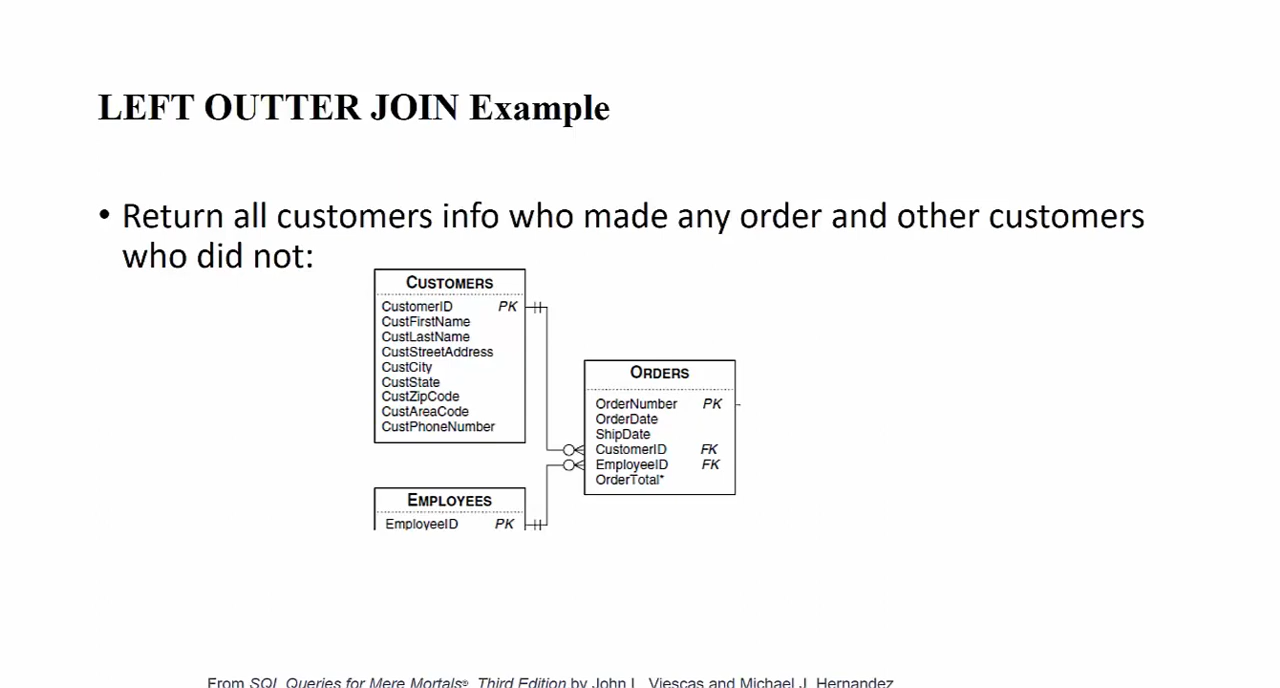 LEFT OUTTER JOIN Example
• Return all customers info who made any order and other customers
who did not:
CUSTOMERS
CustomerID PK
CustFirstName
CustLastName
CustStreetAddress
CustCity
CustState
CustZipCode
CustAreaCode
CustPhoneNumber
ORDERS
OrderNumber PK
OrderDate
ShipDate
CustomerID FK
EmployeeID FK
OrderTotal*
EMPLOYEES
EmployeeID PK
From SQL Queries for Mere Mortals®, Third Edition by John L. Viescas and Michael J. Hernandez